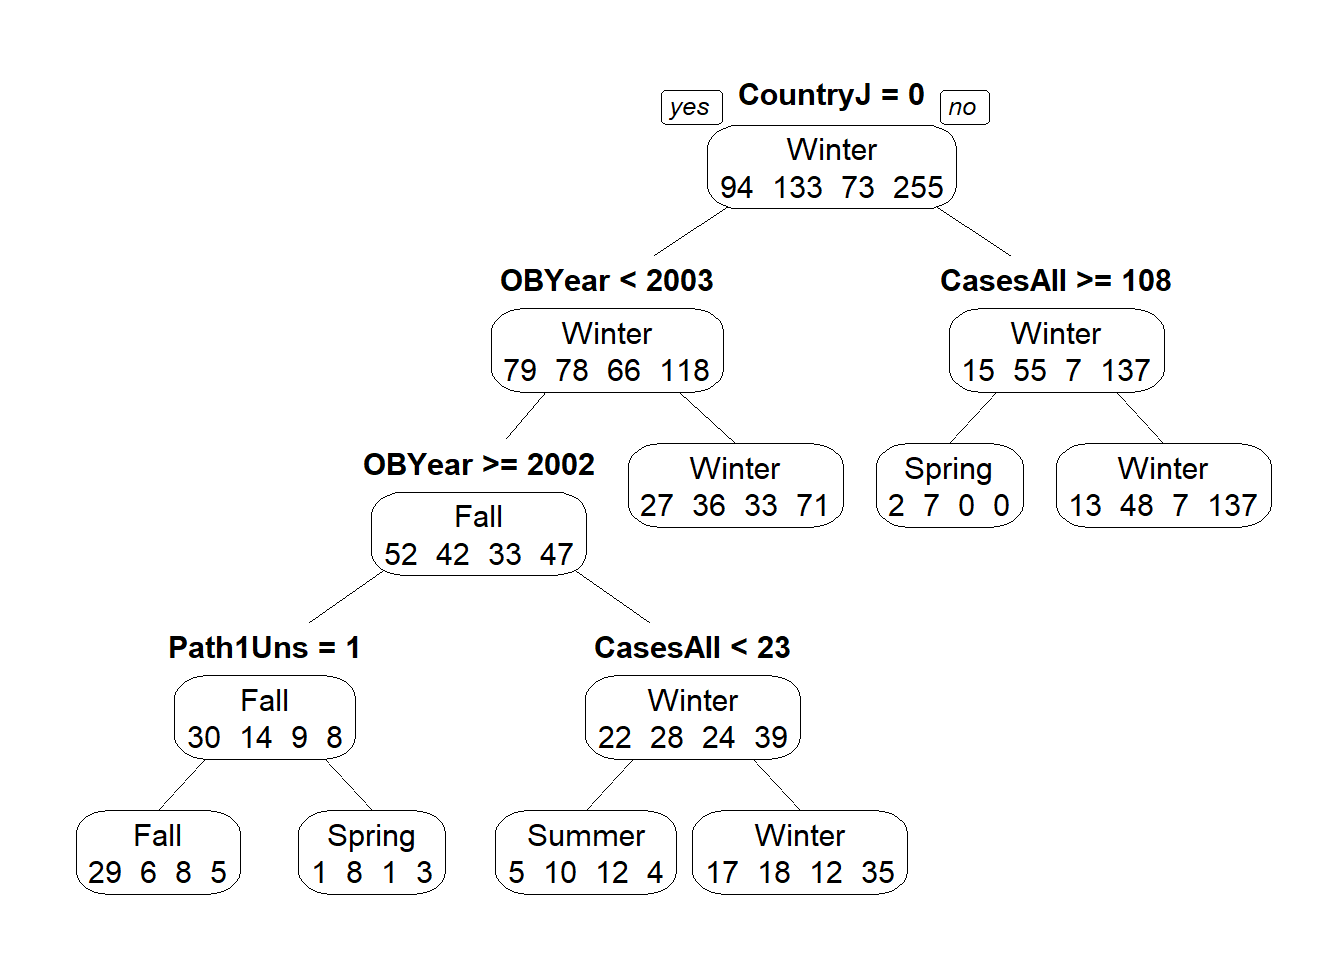 CountryJ = 0
yes
no
Winter
94 133 73 255
OBYear < 2003
CasesAll >= 108
Winter
79 78 66 118
Winter
15 55 7 137
OBYear >= 2002
Winter
27 36 33 71
Spring
2 7 0 0
Winter
13 48 7 137
Fall
52 42 33 47
Path1Uns = 1
CasesAll < 23
Fall
30 14 9 8
Winter
22 28 24 39
Fall
29 6 8 5
Spring
1 8 1 3
Summer
5 10 12 4
Winter
17 18 12 35